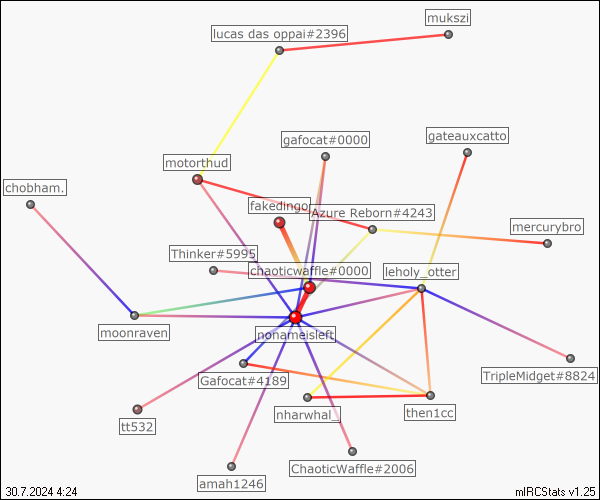 mukszi
lucas das oppai#2396
gateauxcatto
gafocat#0000
motorthud
chobham.
fakedingo
Azure Reborn#4243
mercurybro
Thinker#5995
chaoticwaffle#0000
leholy_otter
moonraven
nonameisleft
TripleMidget#8824
Gafocat#4189
nharwhal_
then1cc
tt532
ChaoticWaffle#2006
amah1246
30.7.2024 4:24
mIRCStats v1.25